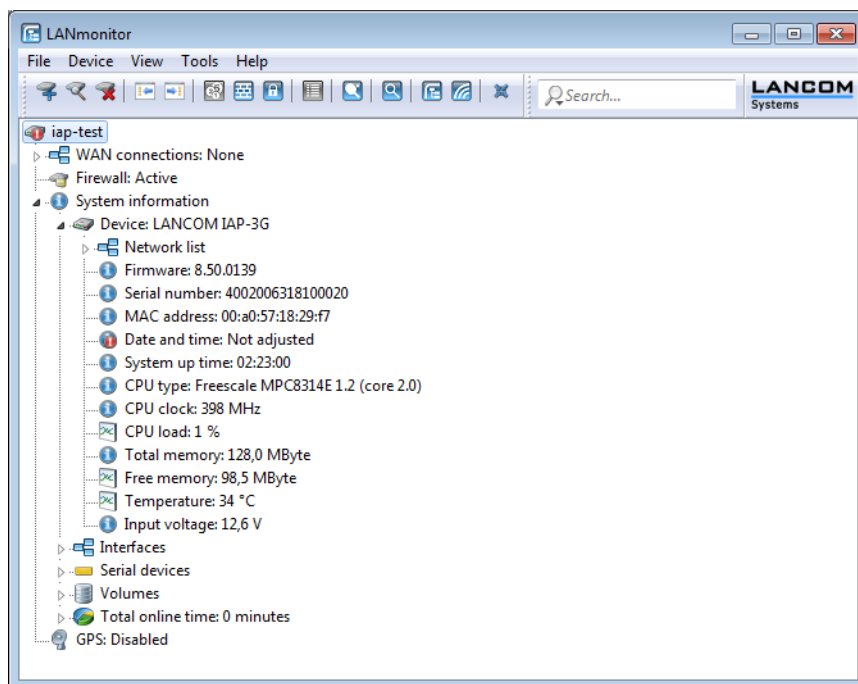 LANmonitor
File Device View Tools Help
Search...
LANCOM
Systems
iap-test
WAN connections: None
Firewall: Active
System information
Device: LANCOM IAP-3G
Network list
Firmware: 8.50.0139
Serial number: 4002006318100020
MAC address: 00:a0:57:18:29:f7
Date and time: Not adjusted
System up time: 02:23:00
CPU type: Freescale MPC8314E 1.2 (core 2.0)
CPU clock: 398 MHz
CPU load: 1 %
Total memory: 128,0 MByte
Free memory: 98,5 MByte
Temperature: 34 °C
Input voltage: 12,6 V
Interfaces
Serial devices
Volumes
Total online time: 0 minutes
GPS: Disabled